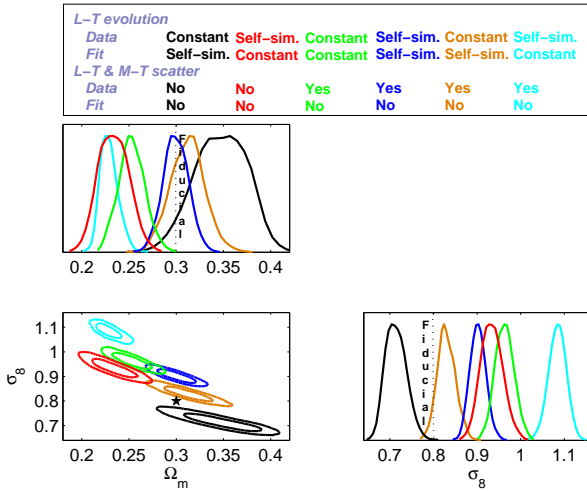 L−T evolution
Data Constant Self−sim. Constant Self−sim. Constant Self−sim.
Fit Self−sim. Constant Constant Self−sim. Self−sim. Constant
L−T & M−T scatter
Data No No Yes Yes Yes Yes
Fit No No No No No No
Fiducial
0.2 0.25 0.3 0.35 0.4
1.1
1
0.9
0.8
0.7
σ8
0.2 0.25 0.3 0.35 0.4
Ωm
Fiducial
0.7 0.8 0.9 1 1.1
σ8